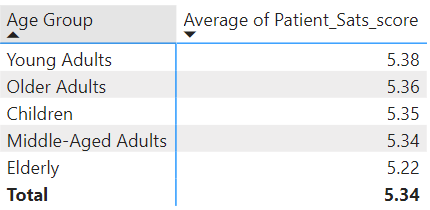 Age Group Average of Patient_Sats_score
Young Adults 5.38
Older Adults 5.36
Children 5.35
Middle-Aged Adults 5.34
Elderly 5.22
Total 5.34